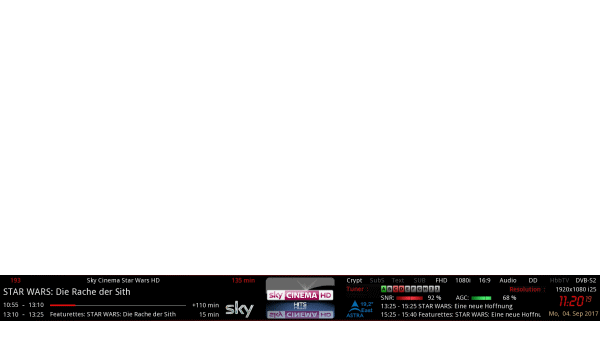 193 Sky Cinema Star Wars HD 135 min
STAR WARS: Die Rache der Sith
10:55 - 13:10 +110 min
13:10 - 13:25 Featurettes: STAR WARS: Die Rache der Sith 15 min
sky
sky CINEMA HD
Crypt SubS Text SUB FHD 1080i 16:9 Audio DD HbbTV DVB-S2
Tuner : A B C D E F G H I J Resolution : 1920x1080 i25
SNR: 92 % AGC: 68 %
19,2° East ASTRA
11:20
13:25 - 15:25 STAR WARS: Eine neue Hoffnung
15:25 - 15:40 Featurettes: STAR WARS: Eine neue Hoffnu
Mo, 04. Sep 2017